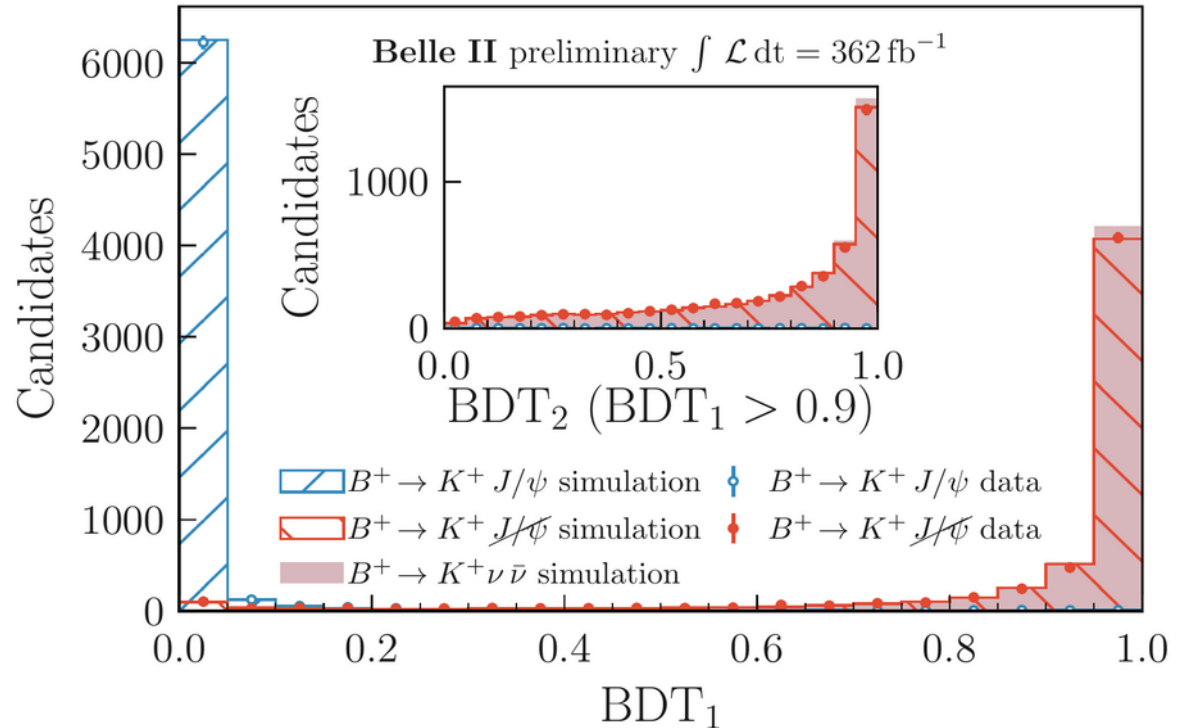 Belle II preliminary ∫ ℒ dt = 362 fb⁻¹
Candidates
6000
5000
4000
3000
2000
1000
0
Candidates
1000
0
0.0 0.5 1.0
BDT₂ (BDT₁ > 0.9)
B⁺ → K⁺ J/ψ simulation
B⁺ → K⁺ J/ψ data
B⁺ → K⁺ J̸/̸ψ̸ simulation
B⁺ → K⁺ J̸/̸ψ̸ data
B⁺ → K⁺ ν ν̄ simulation
0.0 0.2 0.4 0.6 0.8 1.0
BDT₁